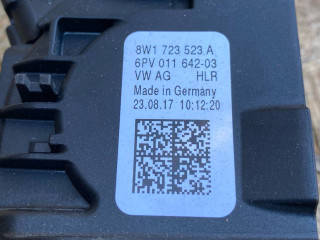 8W1 723 523.A
6PV 011 642-03
VW AG HLR
Made in Germany
23.08.17 10:12:20